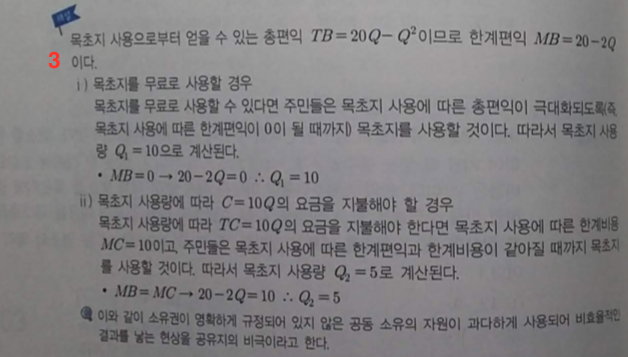 해설
목초지 사용으로부터 얻을 수 있는 총편익 TB=20Q−Q²이므로 한계편익 MB=20−2Q
3 이다.
ⅰ) 목초지를 무료로 사용할 경우
목초지를 무료로 사용할 수 있다면 주민들은 목초지 사용에 따른 총편익이 극대화되도록(즉,
목초지 사용에 따른 한계편익이 0이 될 때까지) 목초지를 사용할 것이다. 따라서 목초지 사용
량 Q₁=10으로 계산된다.
• MB=0 → 20−2Q=0 ∴ Q₁=10
ⅱ) 목초지 사용량에 따라 C=10Q의 요금을 지불해야 할 경우
목초지 사용량에 따라 TC=10Q의 요금을 지불해야 한다면 목초지 사용에 따른 한계비용
MC=10이고, 주민들은 목초지 사용에 따른 한계편익과 한계비용이 같아질 때까지 목초지
를 사용할 것이다. 따라서 목초지 사용량 Q₂=5로 계산된다.
• MB=MC → 20−2Q=10 ∴ Q₂=5
이와 같이 소유권이 명확하게 규정되어 있지 않은 공동 소유의 자원이 과다하게 사용되어 비효율적인
결과를 낳는 현상을 공유지의 비극이라고 한다.